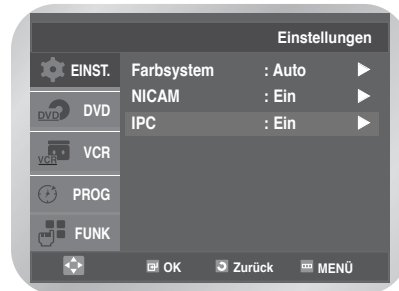 Einstellungen
EINST.
Farbsystem : Auto
NICAM : Ein
DVD DVD
IPC : Ein
VCR VCR
PROG
FUNK
OK Zurück MENÜ